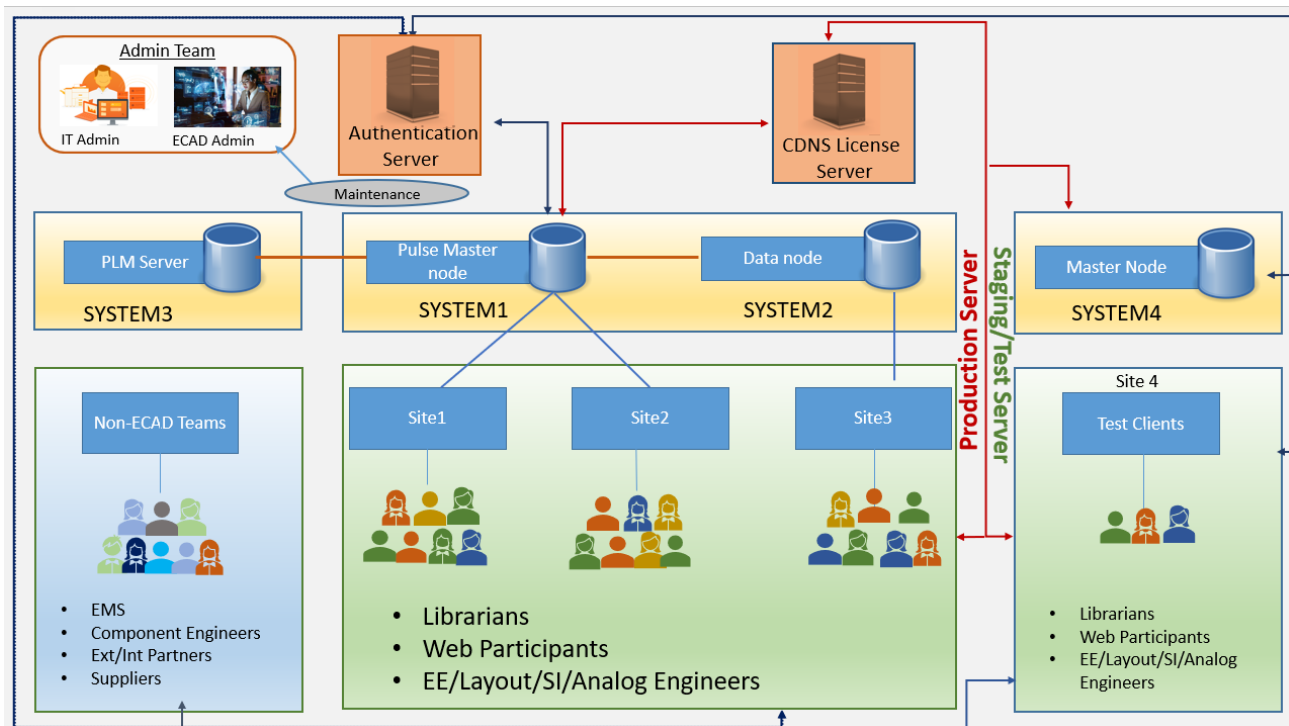 Admin Team
IT Admin
ECAD Admin
Authentication
Server
CDNS License
Server
Maintenance
PLM Server
SYSTEM3
Pulse Master
node
SYSTEM1
Data node
SYSTEM2
Production Server
Staging/Test Server
Master Node
SYSTEM4
Non-ECAD Teams
• EMS
• Component Engineers
• Ext/Int Partners
• Suppliers
Site1
Site2
Site3
• Librarians
• Web Participants
• EE/Layout/SI/Analog Engineers
Site 4
Test Clients
• Librarians
• Web Participants
• EE/Layout/SI/Analog
Engineers